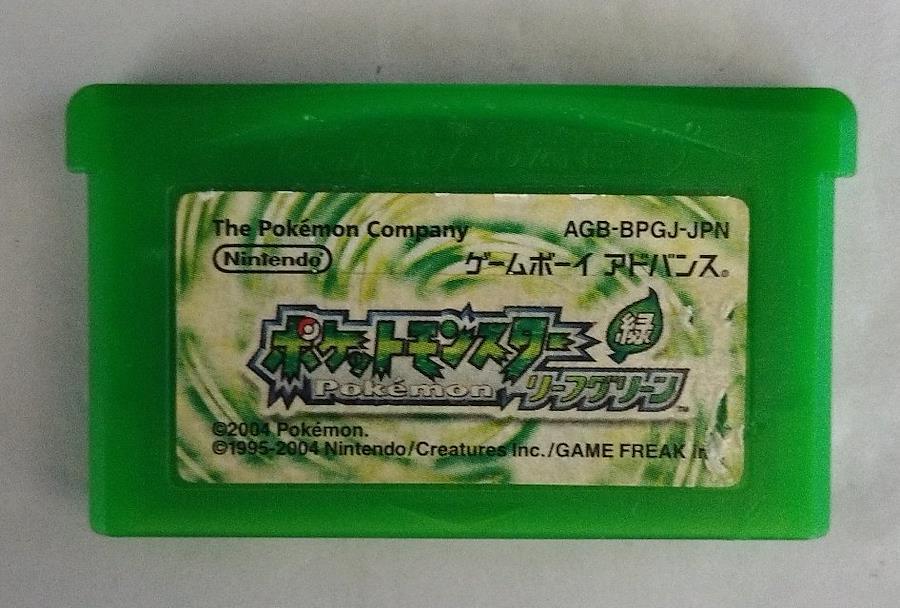 The Pokémon Company AGB-BPGJ-JPN
Nintendo ゲームボーイ アドバンス®
ポケットモンスター 緑
Pokémon リーフグリーン™
©2004 Pokémon.
©1995-2004 Nintendo/Creatures Inc./GAME FREAK